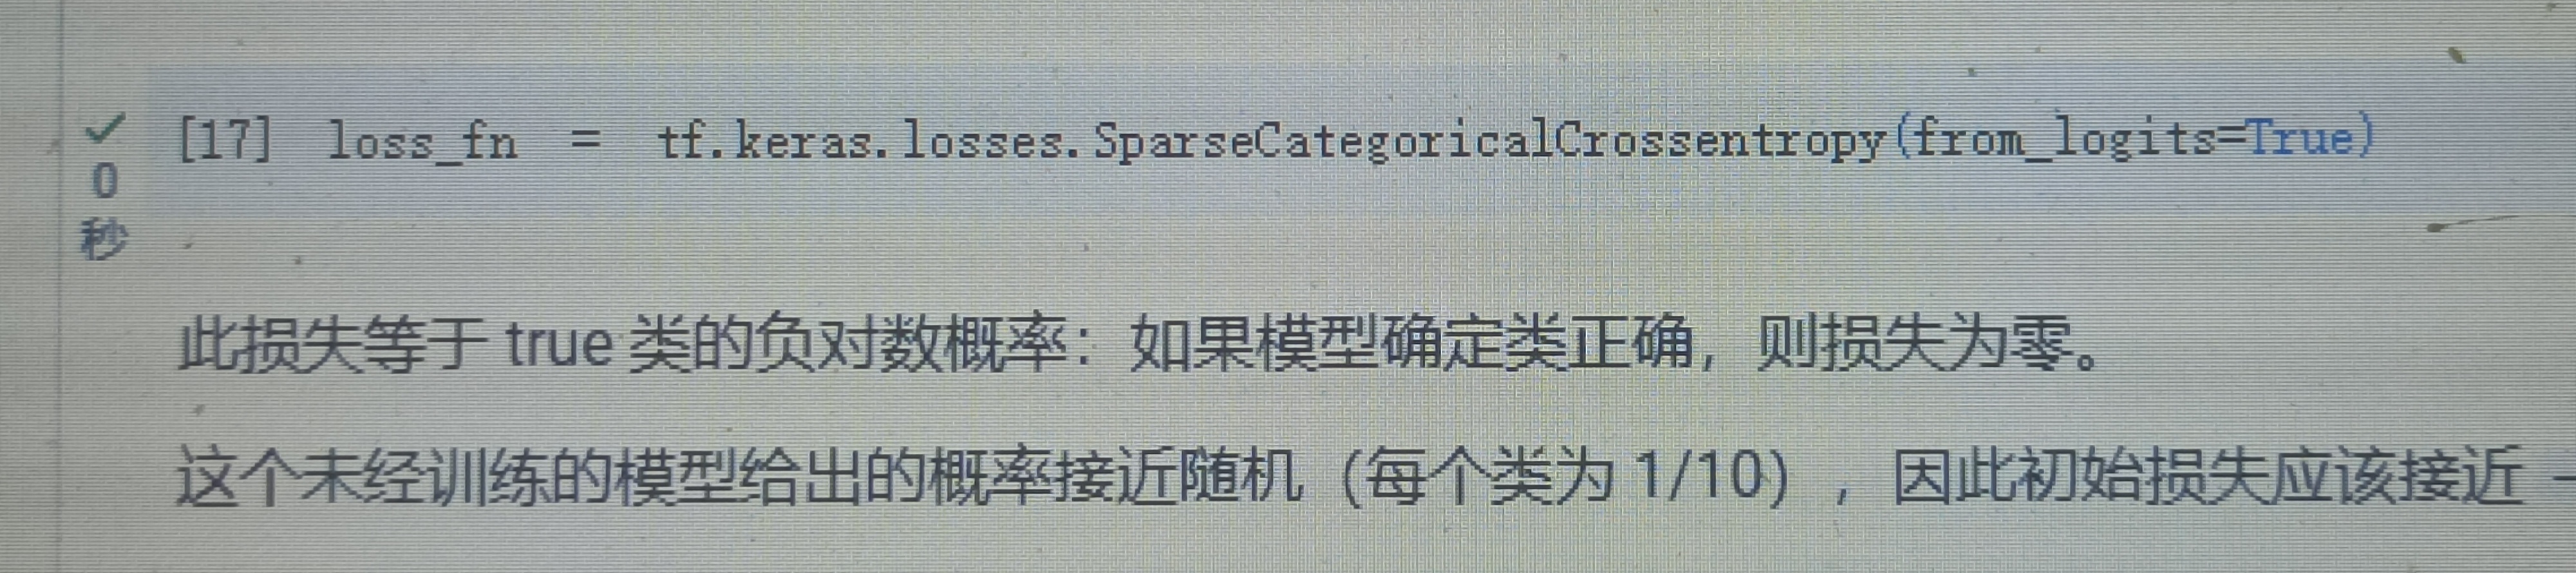 [17] loss_fn = tf.keras.losses.SparseCategoricalCrossentropy(from_logits=True)
0
秒
此损失等于 true 类的负对数概率：如果模型确定类正确，则损失为零。
这个未经训练的模型给出的概率接近随机（每个类为 1/10），因此初始损失应该接近 -